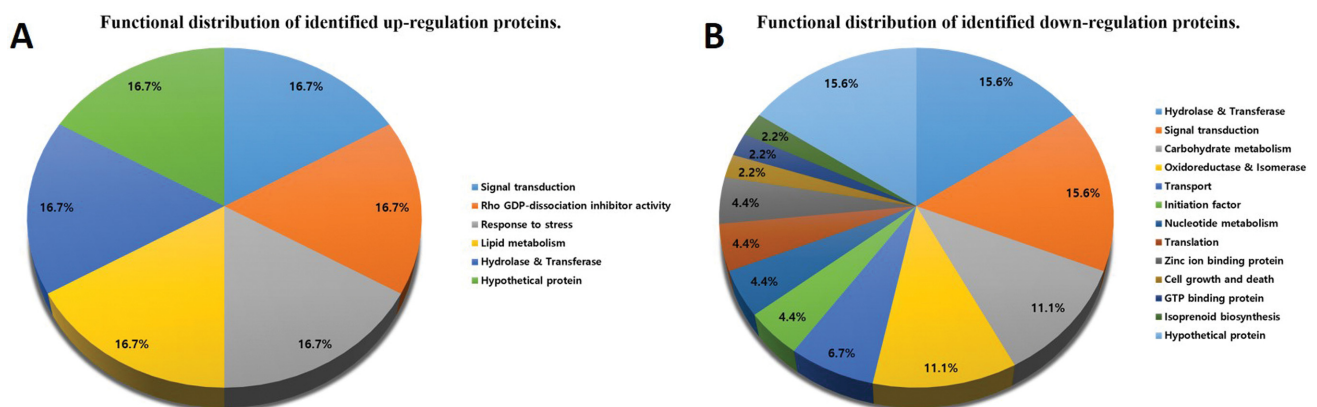 A
Functional distribution of identified up-regulation proteins.
16.7%
16.7%
16.7%
16.7%
16.7%
16.7%
Signal transduction
Rho GDP-dissociation inhibitor activity
Response to stress
Lipid metabolism
Hydrolase & Transferase
Hypothetical protein
B
Functional distribution of identified down-regulation proteins.
15.6%
15.6%
11.1%
11.1%
6.7%
4.4%
4.4%
4.4%
4.4%
2.2%
2.2%
2.2%
15.6%
Hydrolase & Transferase
Signal transduction
Carbohydrate metabolism
Oxidoreductase & Isomerase
Transport
Initiation factor
Nucleotide metabolism
Translation
Zinc ion binding protein
Cell growth and death
GTP binding protein
Isoprenoid biosynthesis
Hypothetical protein